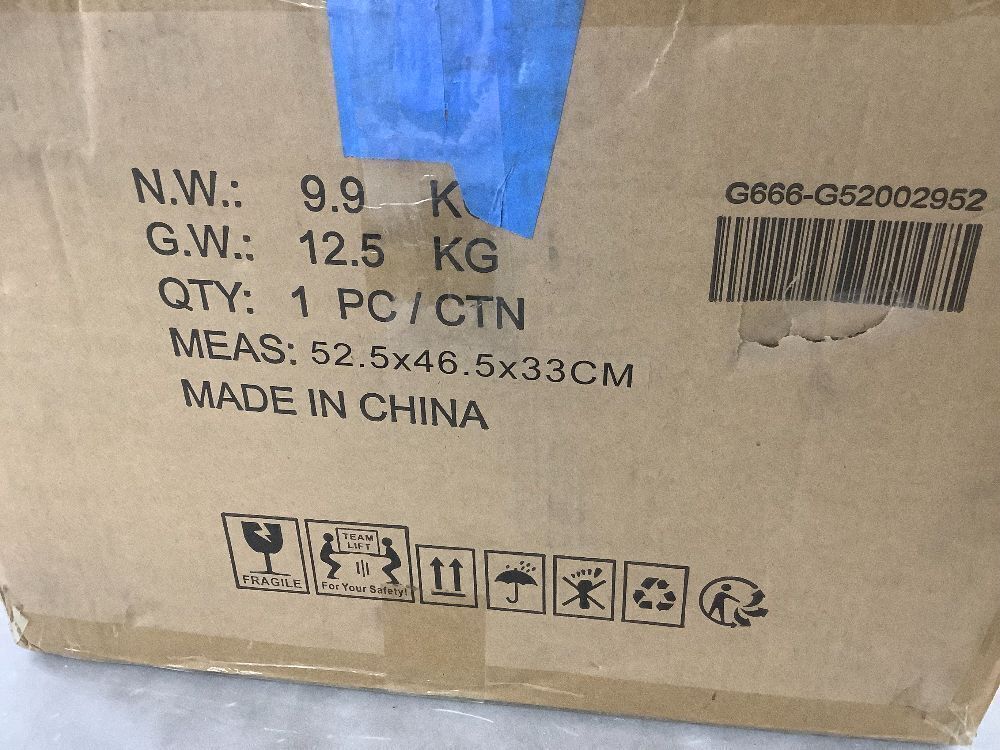 N.W.: 9.9
G.W.: 12.5 KG
QTY: 1 PC / CTN
MEAS: 52.5x46.5x33CM
MADE IN CHINA
G666-G52002952
FRAGILE
TEAM
LIFT
For Your Safety!